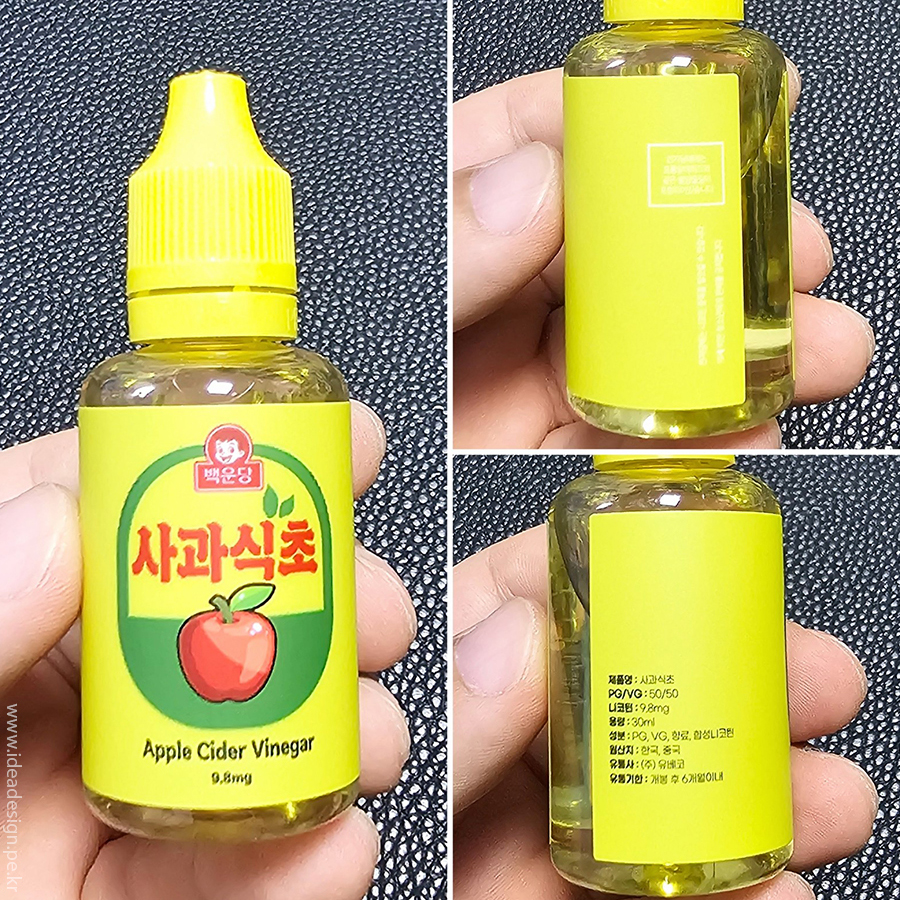 백운당
사과식초
Apple Cider Vinegar
9.8mg
제품명 : 사과식초
PG/VG : 50/50
니코틴 : 9.8mg
용량 : 30ml
성분 : PG, VG, 향료, 합성니코틴
원산지 : 한국, 중국
유통사 : (주) 유베코
유통기한 : 개봉 후 6개월이내
www.ideadesign.pe.kr